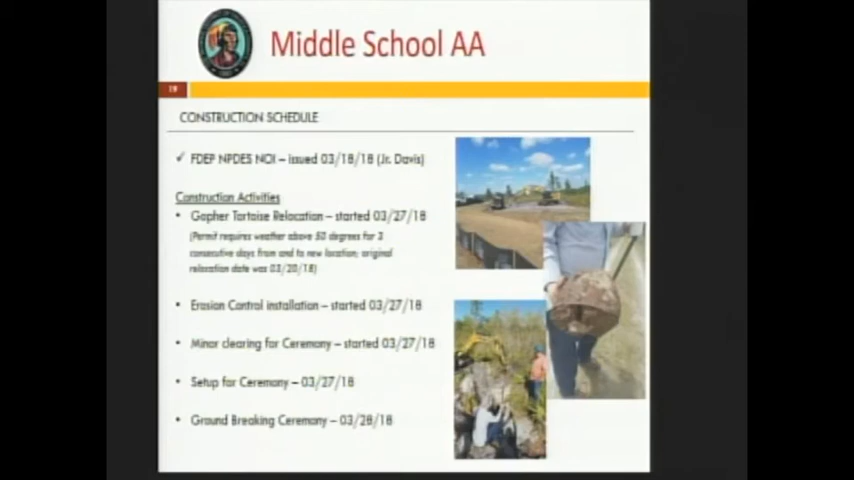 Middle School AA
19
CONSTRUCTION SCHEDULE
✓ FDEP NPDES NOI – issued 03/18/18 (Jr. Davis)
Construction Activities
• Gopher Tortoise Relocation – started 03/27/18
(Permit requires weather above 50 degrees for 3
consecutive days from and to new location; original
relocation date was 03/20/18)
• Erosion Control installation – started 03/27/18
• Minor clearing for Ceremony – started 03/27/18
• Setup for Ceremony – 03/27/18
• Ground Breaking Ceremony – 03/28/18